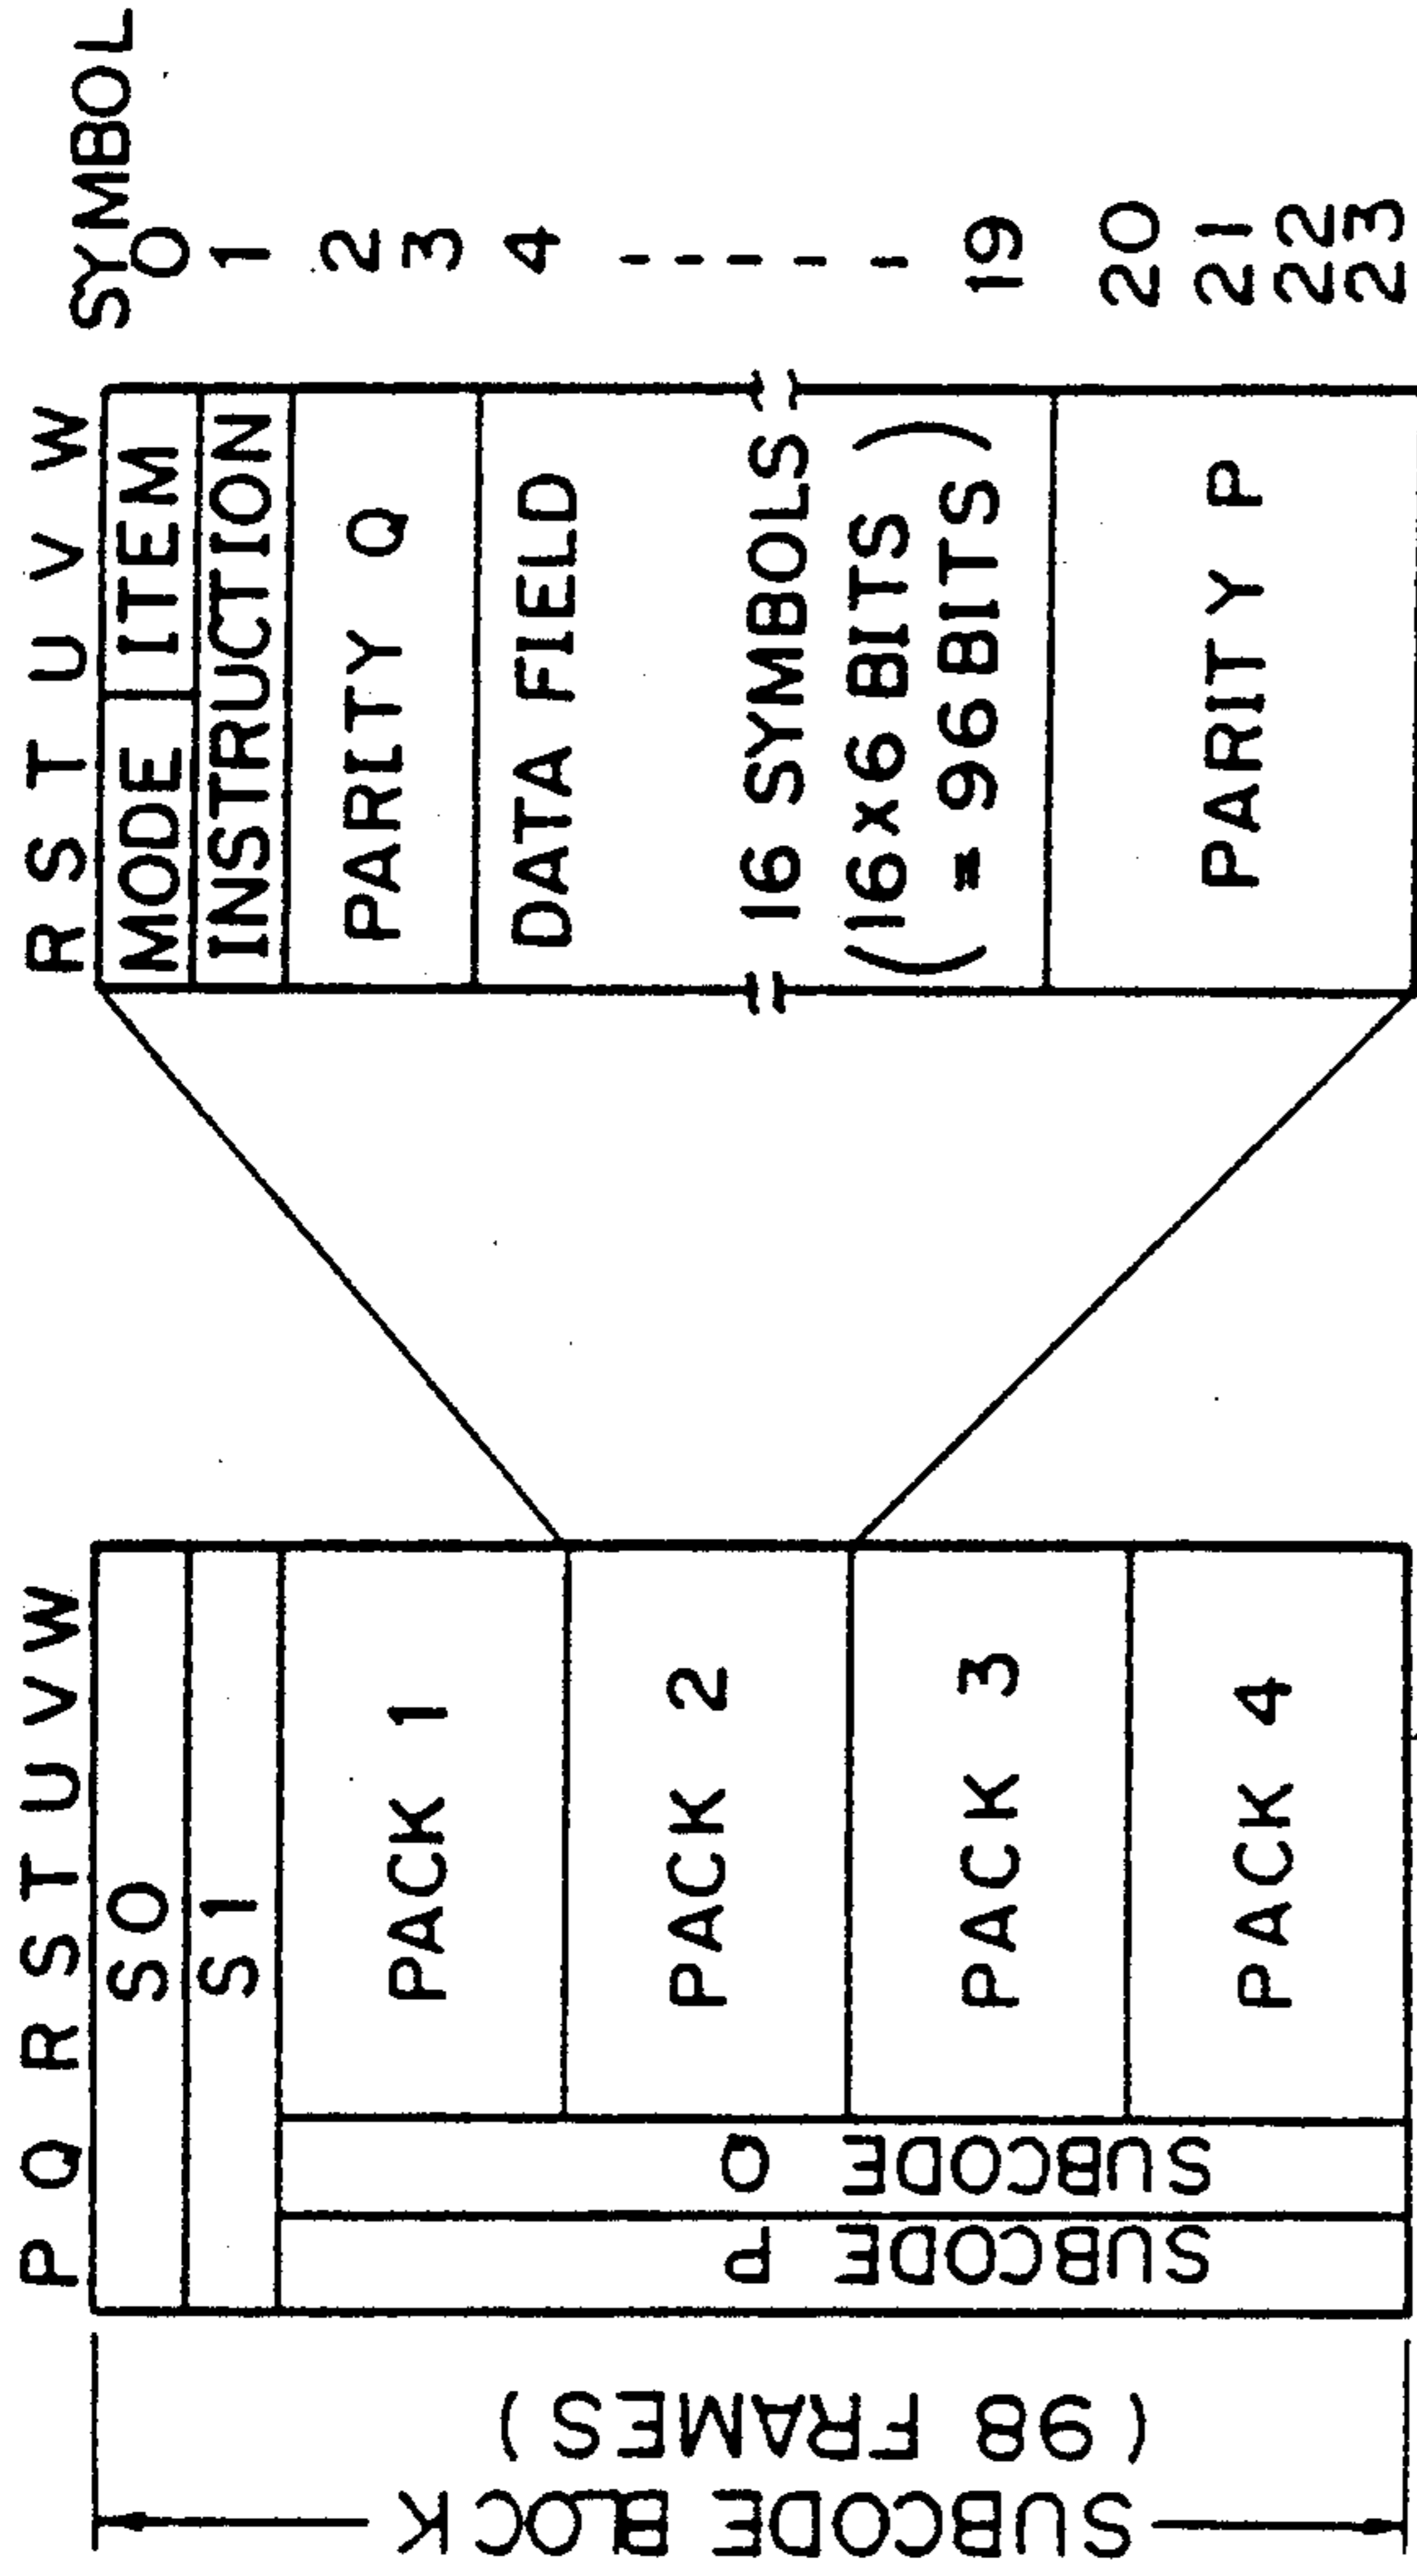 SUBCODE BLOCK
(98 FRAMES)
P Q R S T U V W
S0
S1
SUBCODE P
SUBCODE Q
PACK 1
PACK 2
PACK 3
PACK 4
R S T U V W
MODE ITEM
INSTRUCTION
PARITY Q
DATA FIELD
16 SYMBOLS
(16×6 BITS
= 96 BITS)
PARITY P
SYMBOL
0
1
2
3
4
19
20
21
22
23